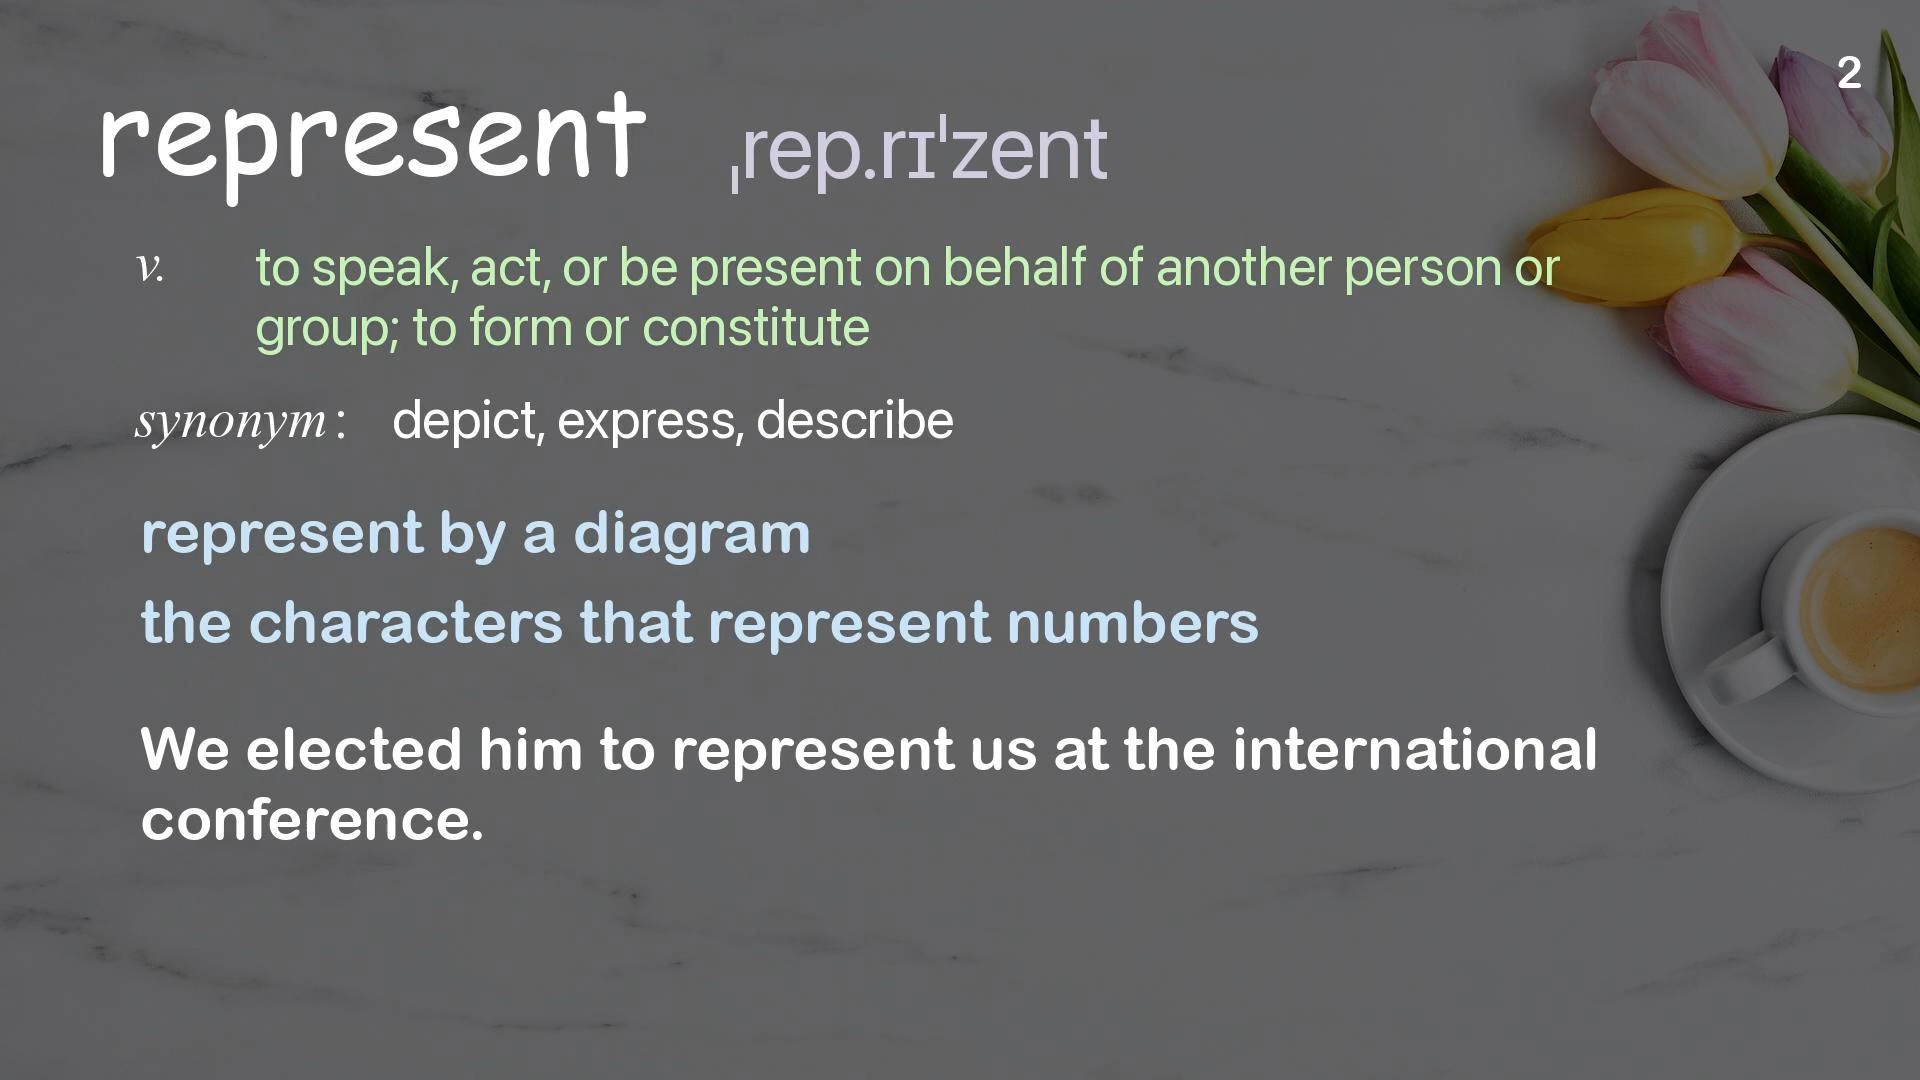 2
represent ˌrep.rɪˈzent
v. to speak, act, or be present on behalf of another person or
group; to form or constitute
synonym: depict, express, describe
represent by a diagram
the characters that represent numbers
We elected him to represent us at the international
conference.